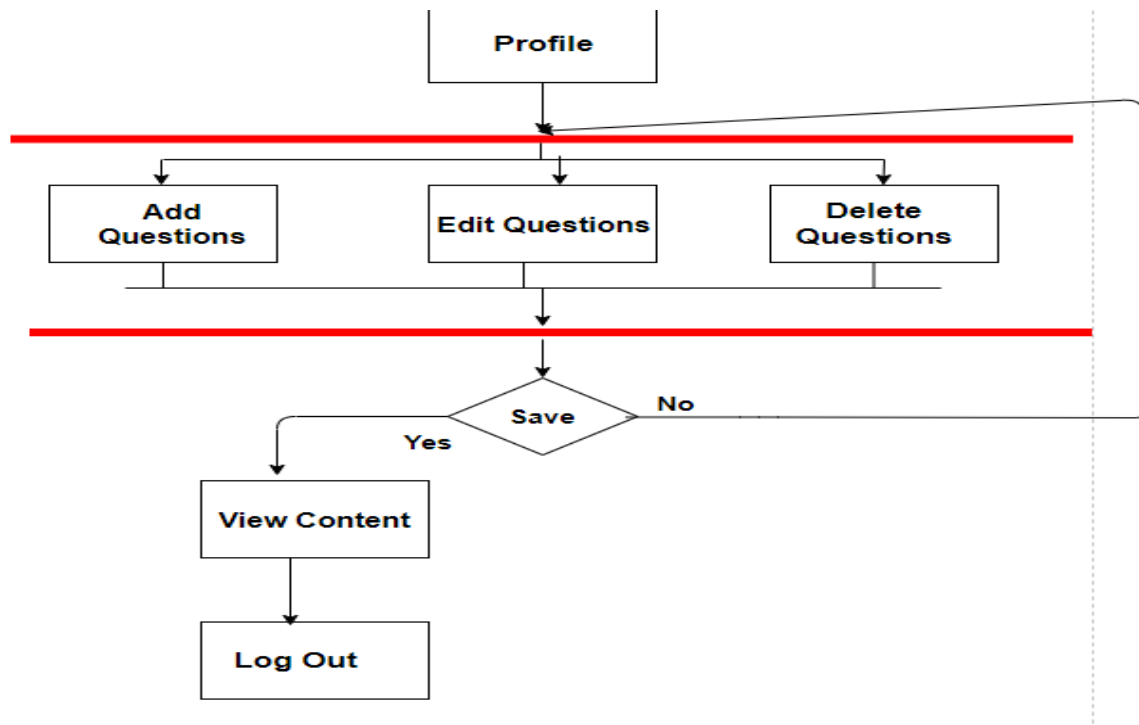 Profile
Add
Questions
Edit Questions
Delete
Questions
Save
No
Yes
View Content
Log Out